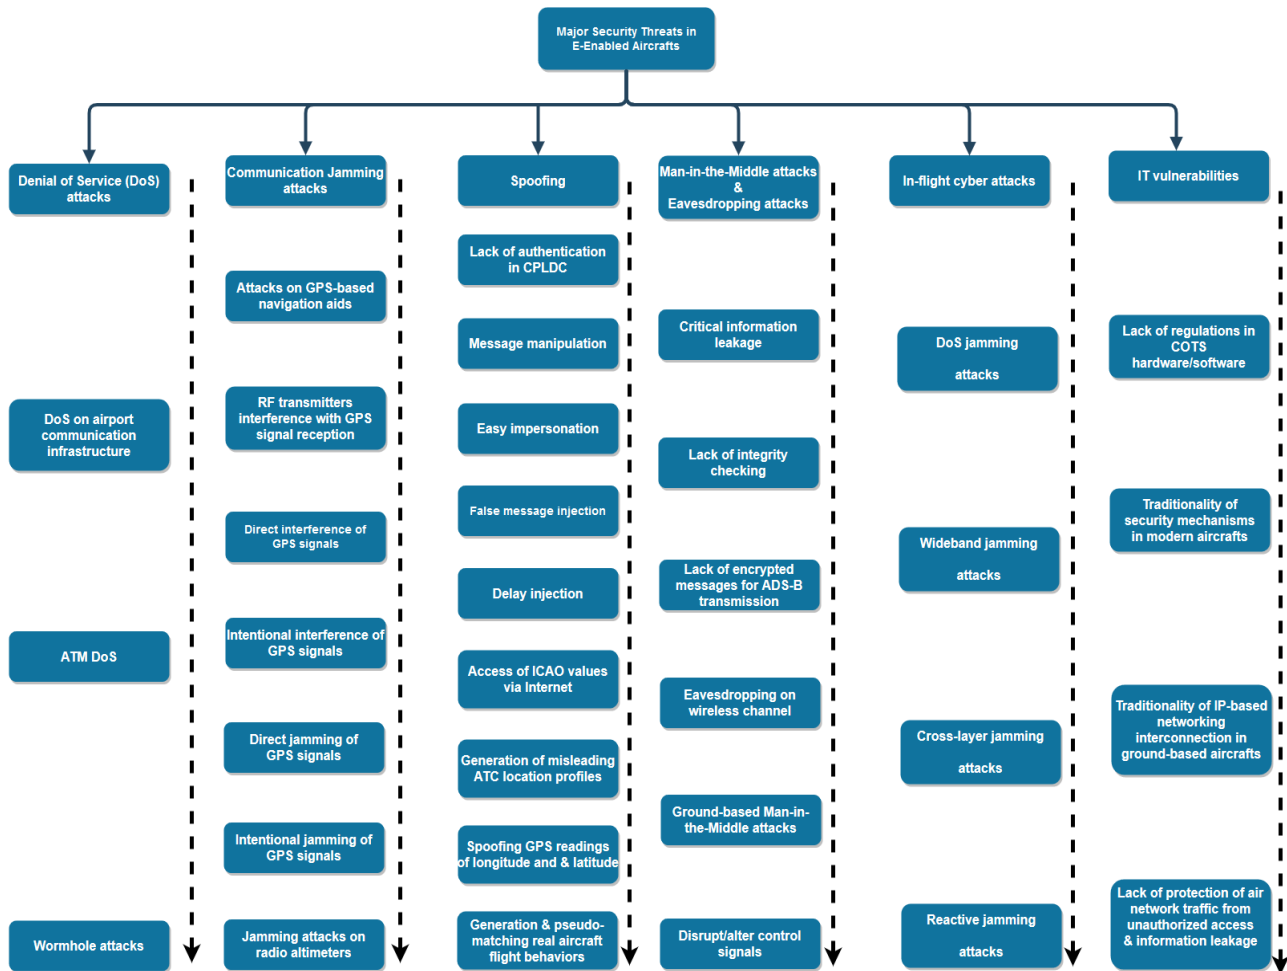 Major Security Threats in
E-Enabled Aircrafts
Denial of Service (DoS)
attacks
DoS on airport
communication
infrastructure
ATM DoS
Wormhole attacks
Communication Jamming
attacks
Attacks on GPS-based
navigation aids
RF transmitters
interference with GPS
signal reception
Direct interference of
GPS signals
Intentional interference of
GPS signals
Direct jamming of
GPS signals
Intentional jamming of
GPS signals
Jamming attacks on
radio altimeters
Spoofing
Lack of authentication
in CPLDC
Message manipulation
Easy impersonation
False message injection
Delay injection
Access of ICAO values
via Internet
Generation of misleading
ATC location profiles
Spoofing GPS readings
of longitude and & latitude
Generation & pseudo-
matching real aircraft
flight behaviors
Man-in-the-Middle attacks
&
Eavesdropping attacks
Critical information
leakage
Lack of integrity
checking
Lack of encrypted
messages for ADS-B
transmission
Eavesdropping on
wireless channel
Ground-based Man-in-
the-Middle attacks
Disrupt/alter control
signals
In-flight cyber attacks
DoS jamming
attacks
Wideband jamming
attacks
Cross-layer jamming
attacks
Reactive jamming
attacks
IT vulnerabilities
Lack of regulations in
COTS
hardware/software
Traditionality of
security mechanisms
in modern aircrafts
Traditionality of IP-based
networking
interconnection in
ground-based aircrafts
Lack of protection of air
network traffic from
unauthorized access
& information leakage